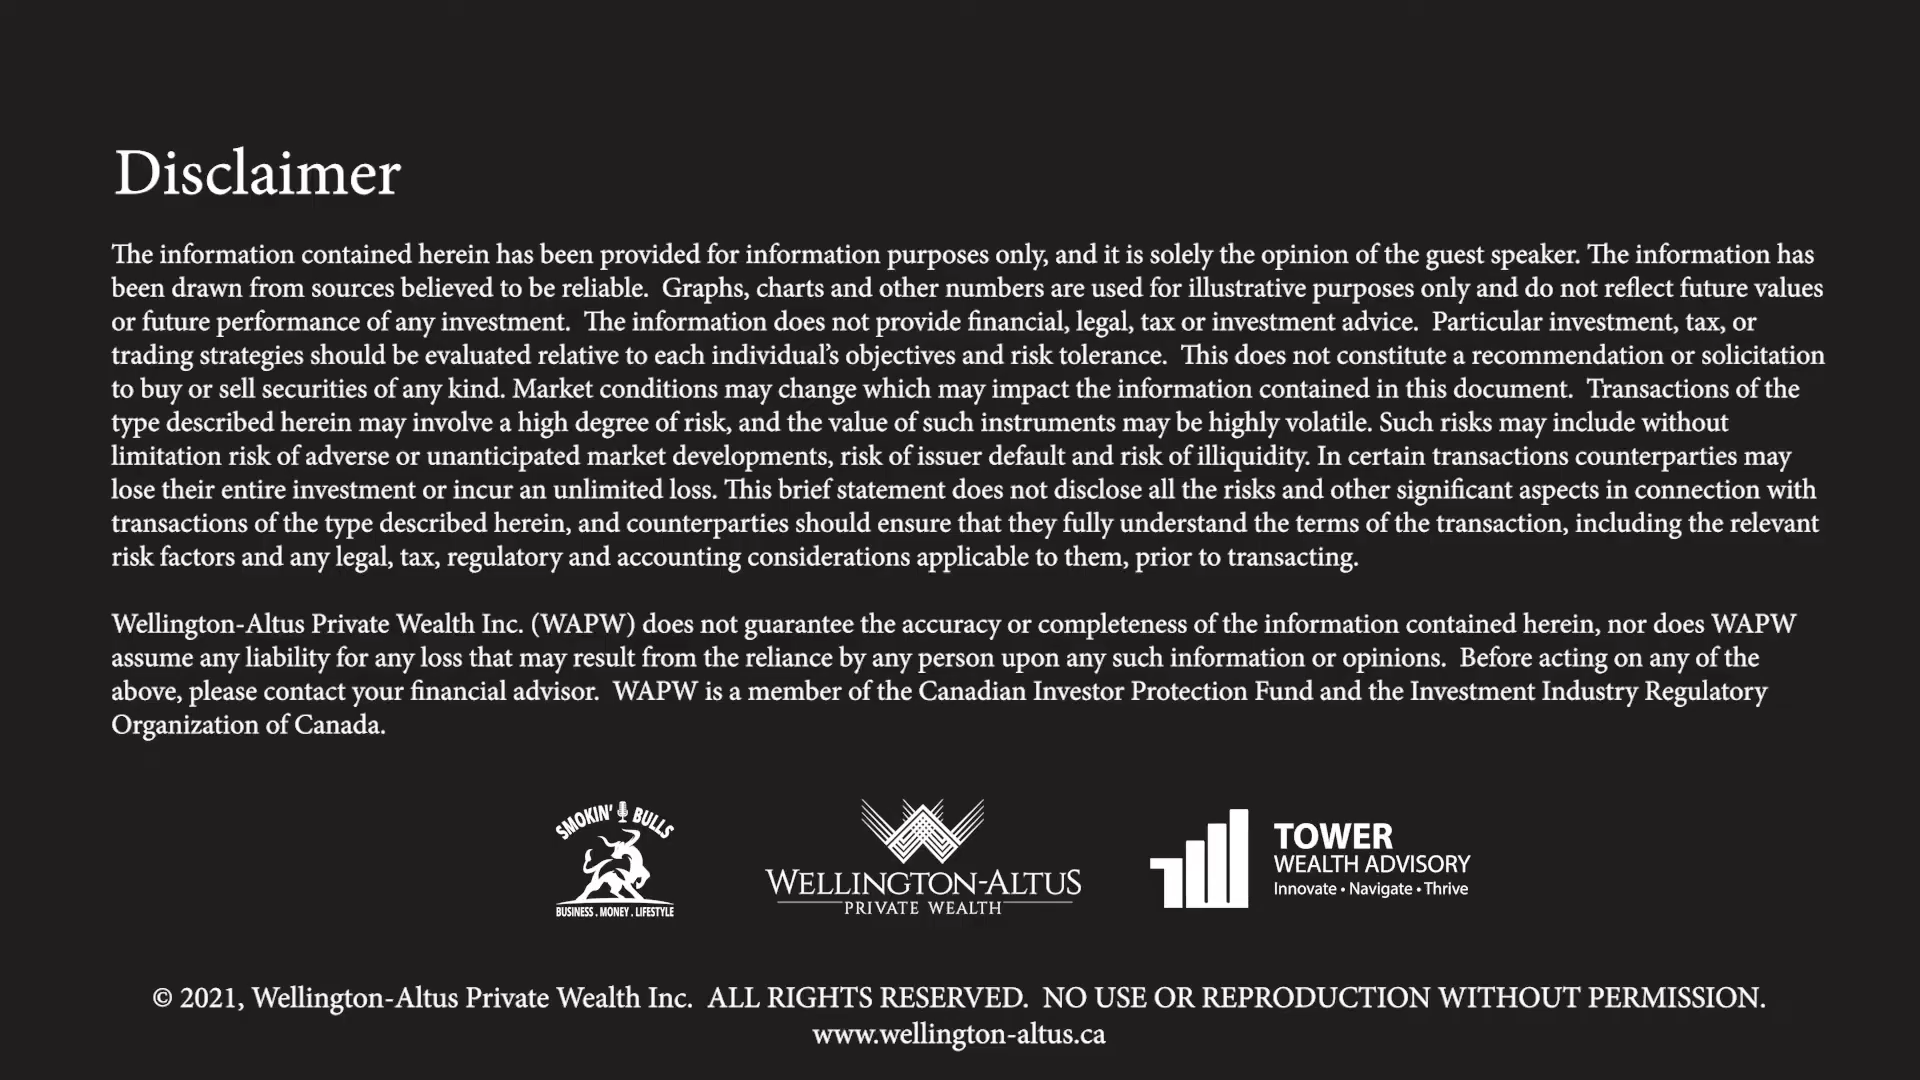 Disclaimer
The information contained herein has been provided for information purposes only, and it is solely the opinion of the guest speaker. The information has
been drawn from sources believed to be reliable.  Graphs, charts and other numbers are used for illustrative purposes only and do not reflect future values
or future performance of any investment.  The information does not provide financial, legal, tax or investment advice.  Particular investment, tax, or
trading strategies should be evaluated relative to each individual's objectives and risk tolerance.  This does not constitute a recommendation or solicitation
to buy or sell securities of any kind. Market conditions may change which may impact the information contained in this document.  Transactions of the
type described herein may involve a high degree of risk, and the value of such instruments may be highly volatile. Such risks may include without
limitation risk of adverse or unanticipated market developments, risk of issuer default and risk of illiquidity. In certain transactions counterparties may
lose their entire investment or incur an unlimited loss. This brief statement does not disclose all the risks and other significant aspects in connection with
transactions of the type described herein, and counterparties should ensure that they fully understand the terms of the transaction, including the relevant
risk factors and any legal, tax, regulatory and accounting considerations applicable to them, prior to transacting.
Wellington-Altus Private Wealth Inc. (WAPW) does not guarantee the accuracy or completeness of the information contained herein, nor does WAPW
assume any liability for any loss that may result from the reliance by any person upon any such information or opinions.  Before acting on any of the
above, please contact your financial advisor.  WAPW is a member of the Canadian Investor Protection Fund and the Investment Industry Regulatory
Organization of Canada.
SMOKIN' BULLS
BUSINESS . MONEY . LIFESTYLE
WELLINGTON-ALTUS
PRIVATE WEALTH
TOWER
WEALTH ADVISORY
Innovate • Navigate • Thrive
© 2021, Wellington-Altus Private Wealth Inc.  ALL RIGHTS RESERVED.  NO USE OR REPRODUCTION WITHOUT PERMISSION.
www.wellington-altus.ca